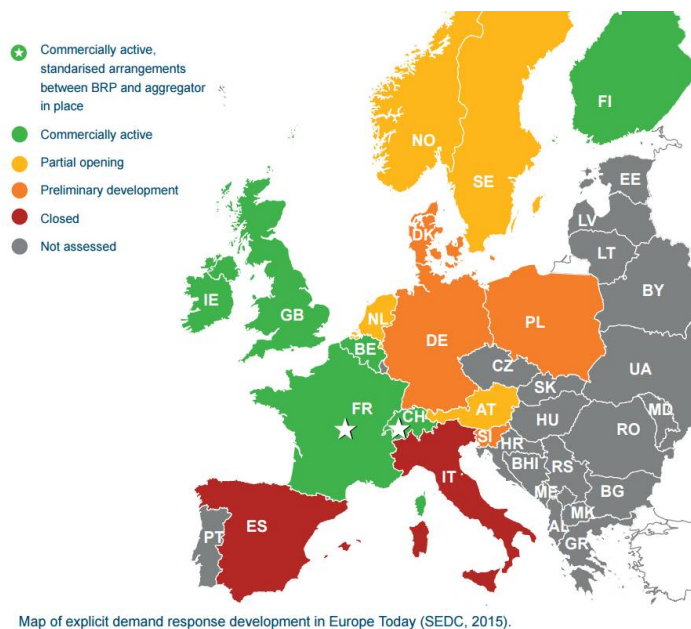 Commercially active,
standarised arrangements
between BRP and aggregator
in place
Commercially active
Partial opening
Preliminary development
Closed
Not assessed
FI
NO
SE
EE
LV
LT
DK
BY
IE
GB
NL
BE
DE
PL
CZ
UA
SK
FR
CH
AT
HU
MD
RO
SI
HR
BHI
RS
IT
ME
BG
MK
AL
GR
PT
ES
Map of explicit demand response development in Europe Today (SEDC, 2015).